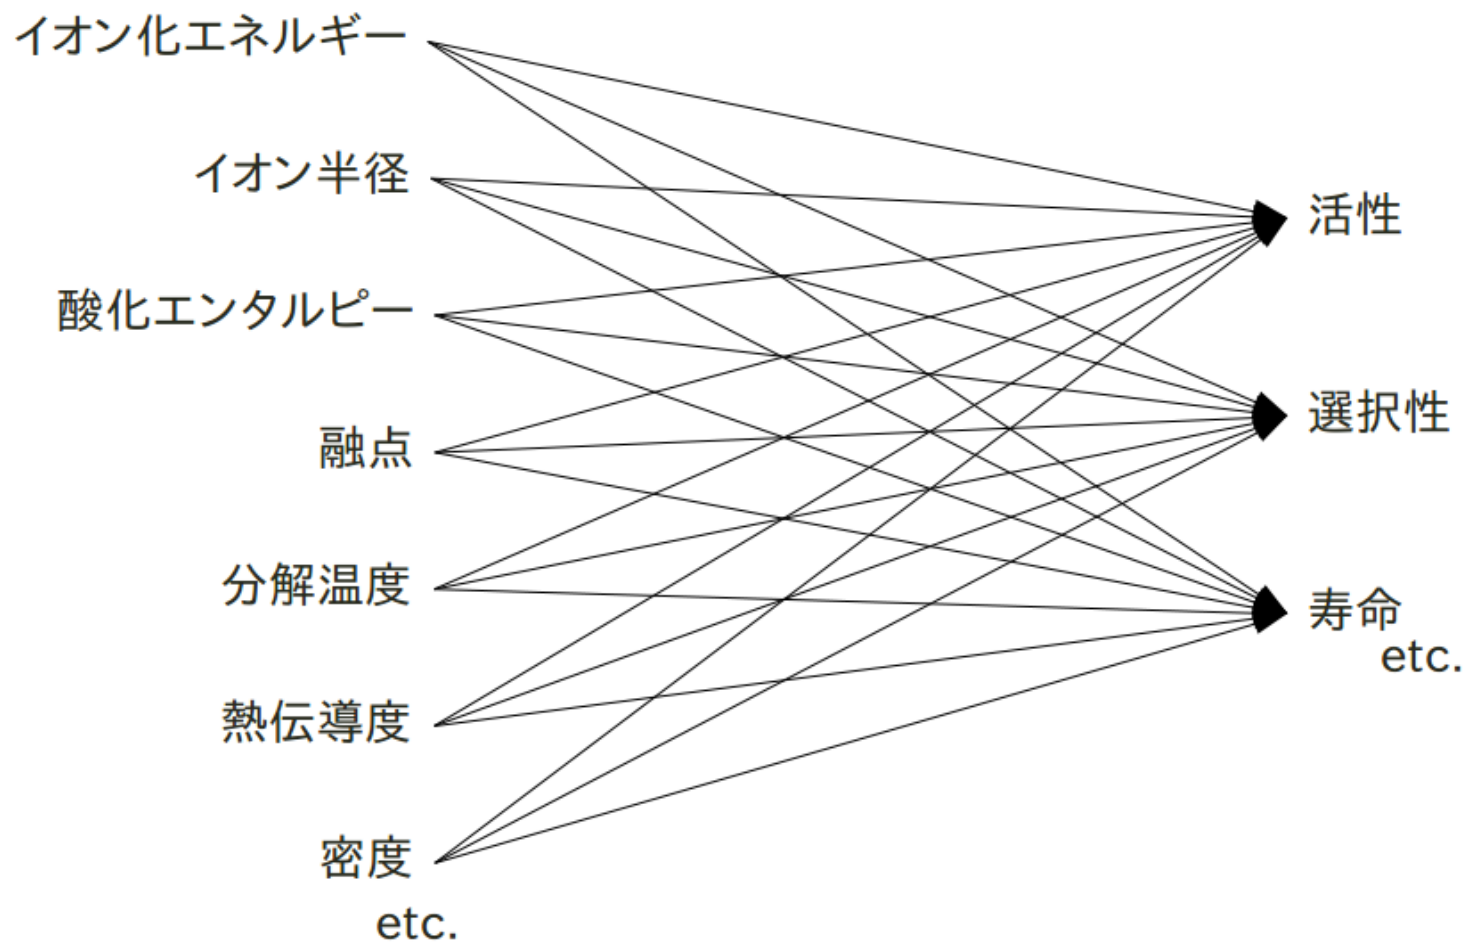 イオン化エネルギー
イオン半径
酸化エンタルピー
融点
分解温度
熱伝導度
密度
etc.
活性
選択性
寿命
etc.